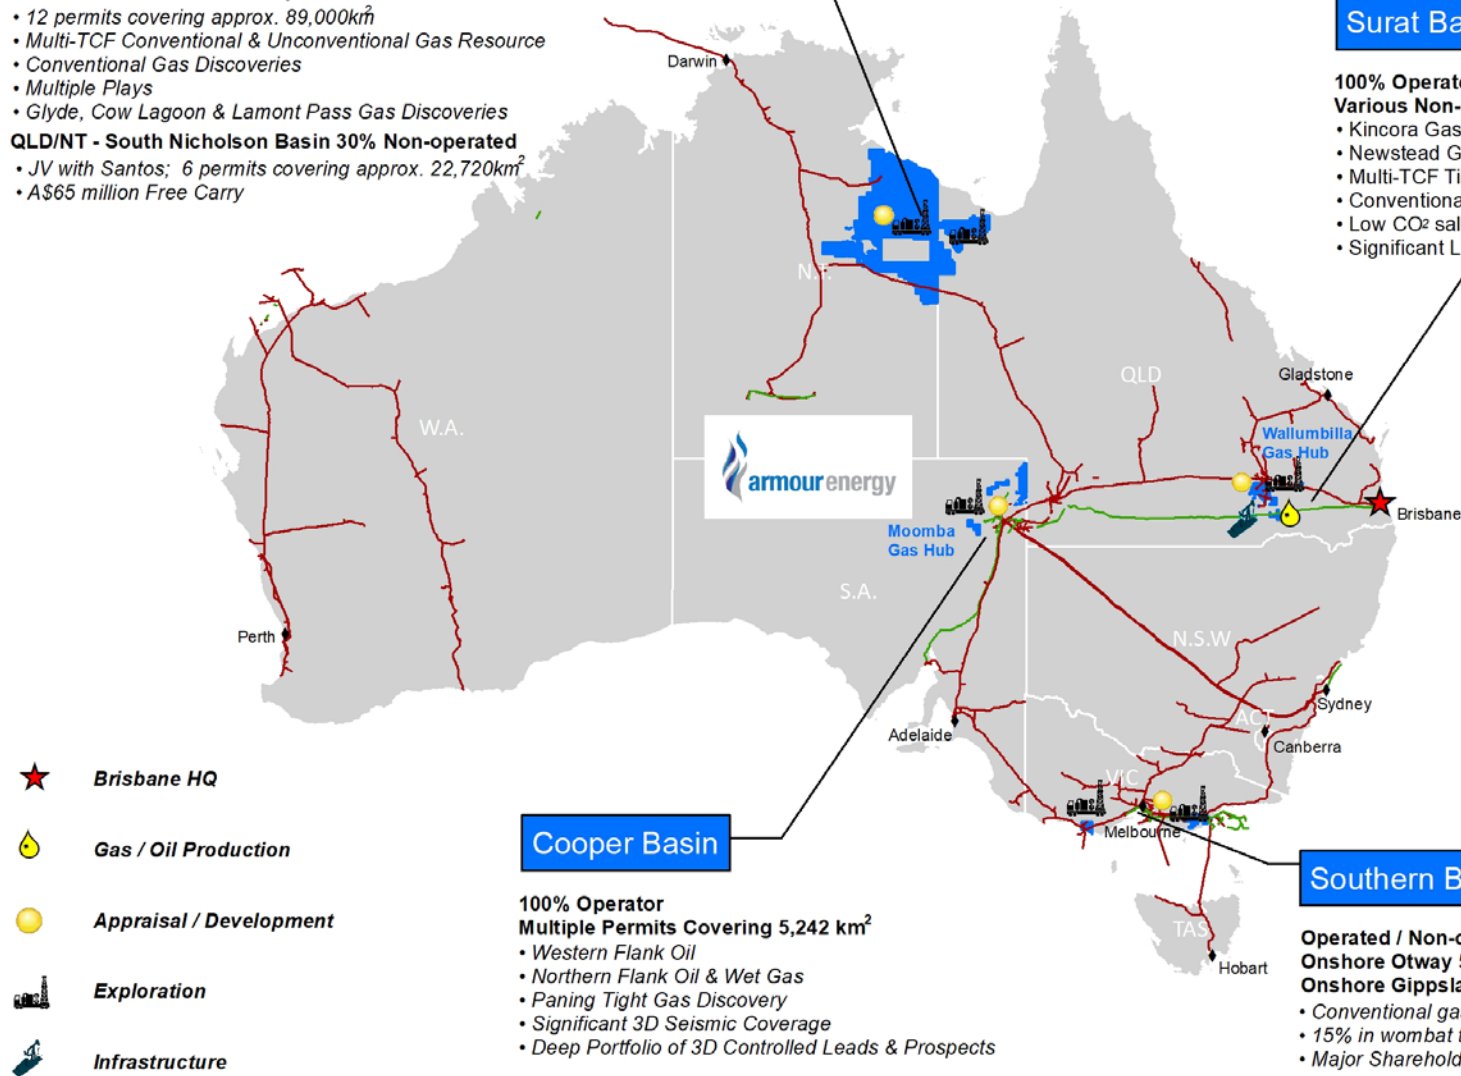 • 12 permits covering approx. 89,000km²
• Multi-TCF Conventional & Unconventional Gas Resource
• Conventional Gas Discoveries
• Multiple Plays
• Glyde, Cow Lagoon & Lamont Pass Gas Discoveries
QLD/NT - South Nicholson Basin 30% Non-operated
• JV with Santos; 6 permits covering approx. 22,720km²
• A$65 million Free Carry
Surat Ba
100% Operato
Various Non-
• Kincora Gas
• Newstead G
• Multi-TCF Ti
• Conventiona
• Low CO² sal
• Significant L
Darwin
N.T.
QLD
Gladstone
W.A.
Wallumbilla
Gas Hub
armourenergy
Brisbane
Moomba
Gas Hub
S.A.
Perth
N.S.W
Sydney
ACT
Adelaide
Canberra
VIC
Melbourne
TAS
Hobart
Brisbane HQ
Gas / Oil Production
Appraisal / Development
Exploration
Infrastructure
Cooper Basin
100% Operator
Multiple Permits Covering 5,242 km²
• Western Flank Oil
• Northern Flank Oil & Wet Gas
• Paning Tight Gas Discovery
• Significant 3D Seismic Coverage
• Deep Portfolio of 3D Controlled Leads & Prospects
Southern B
Operated / Non-o
Onshore Otway 5
Onshore Gippsla
• Conventional ga
• 15% in wombat t
• Major Sharehold